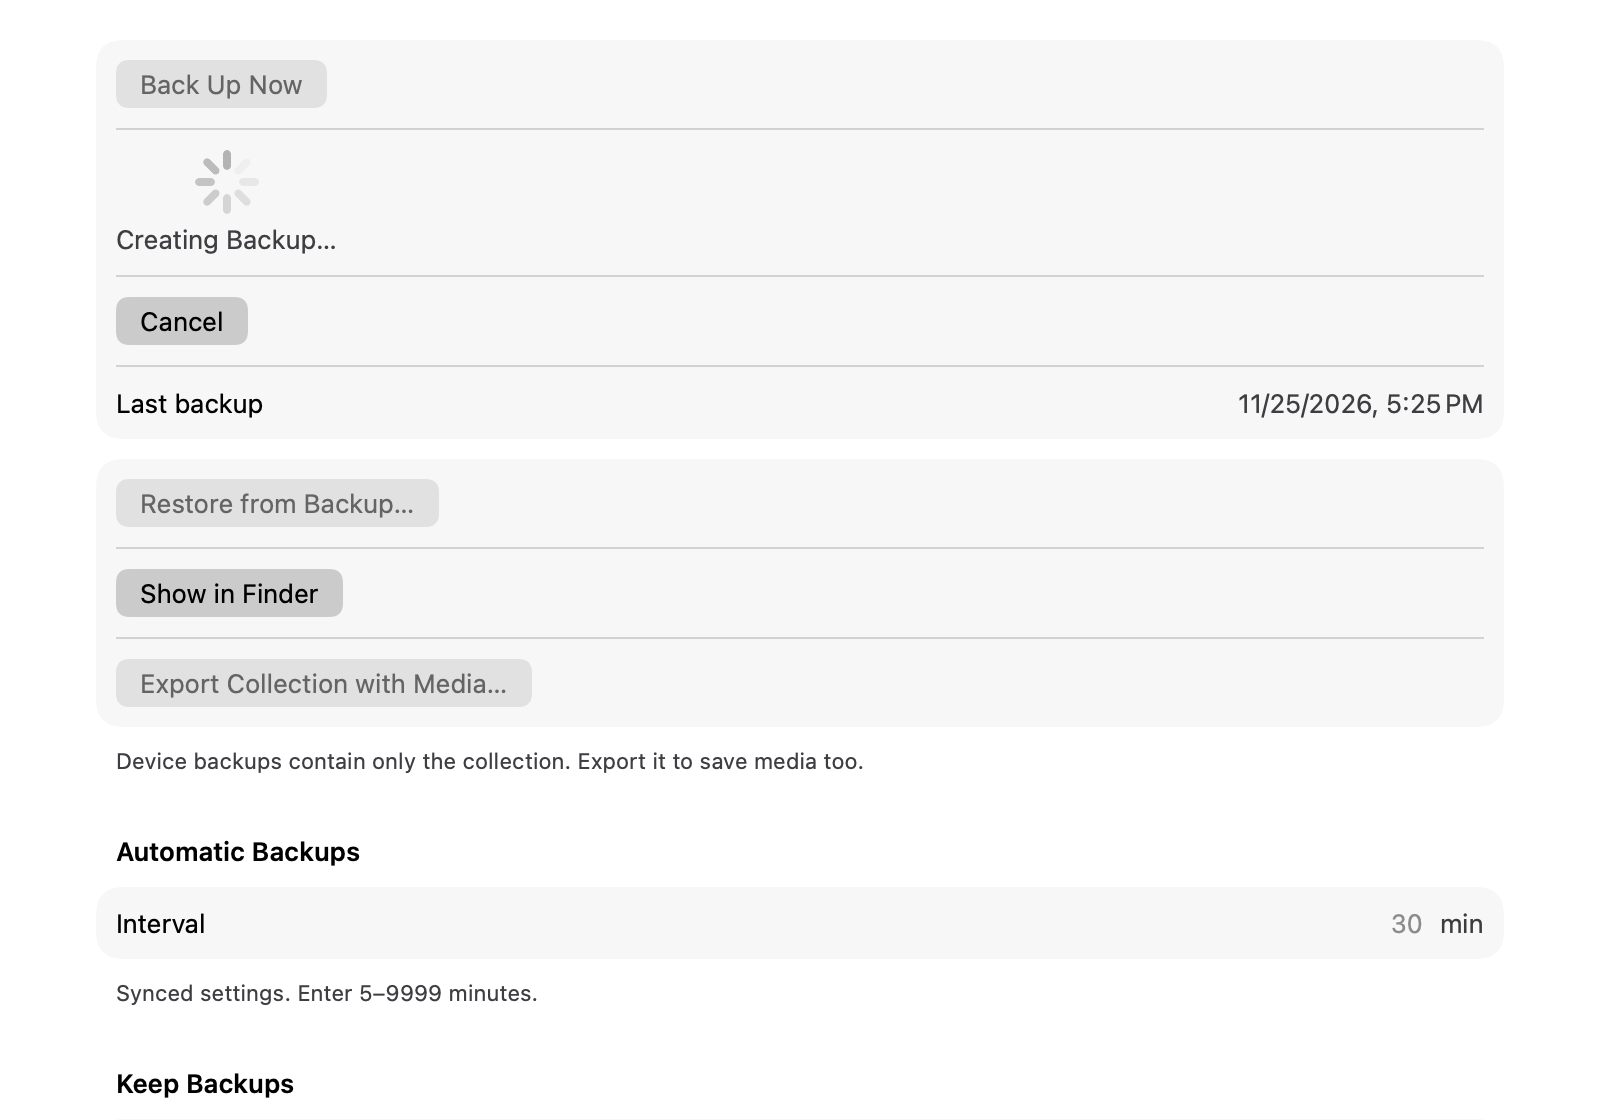 Back Up Now
Creating Backup...
Cancel
Last backup 11/25/2026, 5:25 PM
Restore from Backup...
Show in Finder
Export Collection with Media...
Device backups contain only the collection. Export it to save media too.
Automatic Backups
Interval 30 min
Synced settings. Enter 5–9999 minutes.
Keep Backups